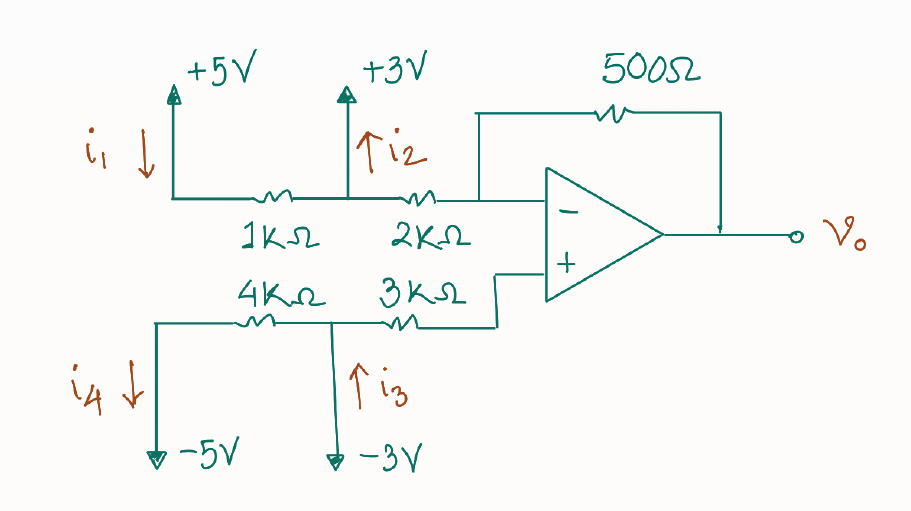 +5V
+3V
500Ω
i₁ ↓
↑ i₂
1KΩ
2KΩ
−
+
v₀
4KΩ
3KΩ
i₄ ↓
↑ i₃
−5V
−3V